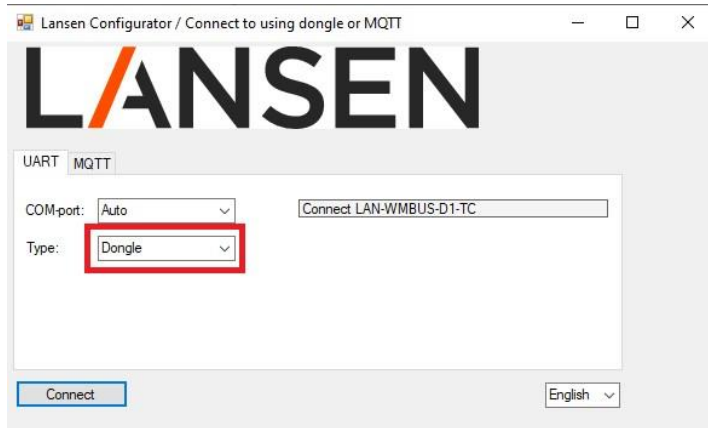 Lansen Configurator / Connect to using dongle or MQTT
LANSEN
UART MQTT
COM-port: Auto Connect LAN-WMBUS-D1-TC
Type: Dongle
Connect English